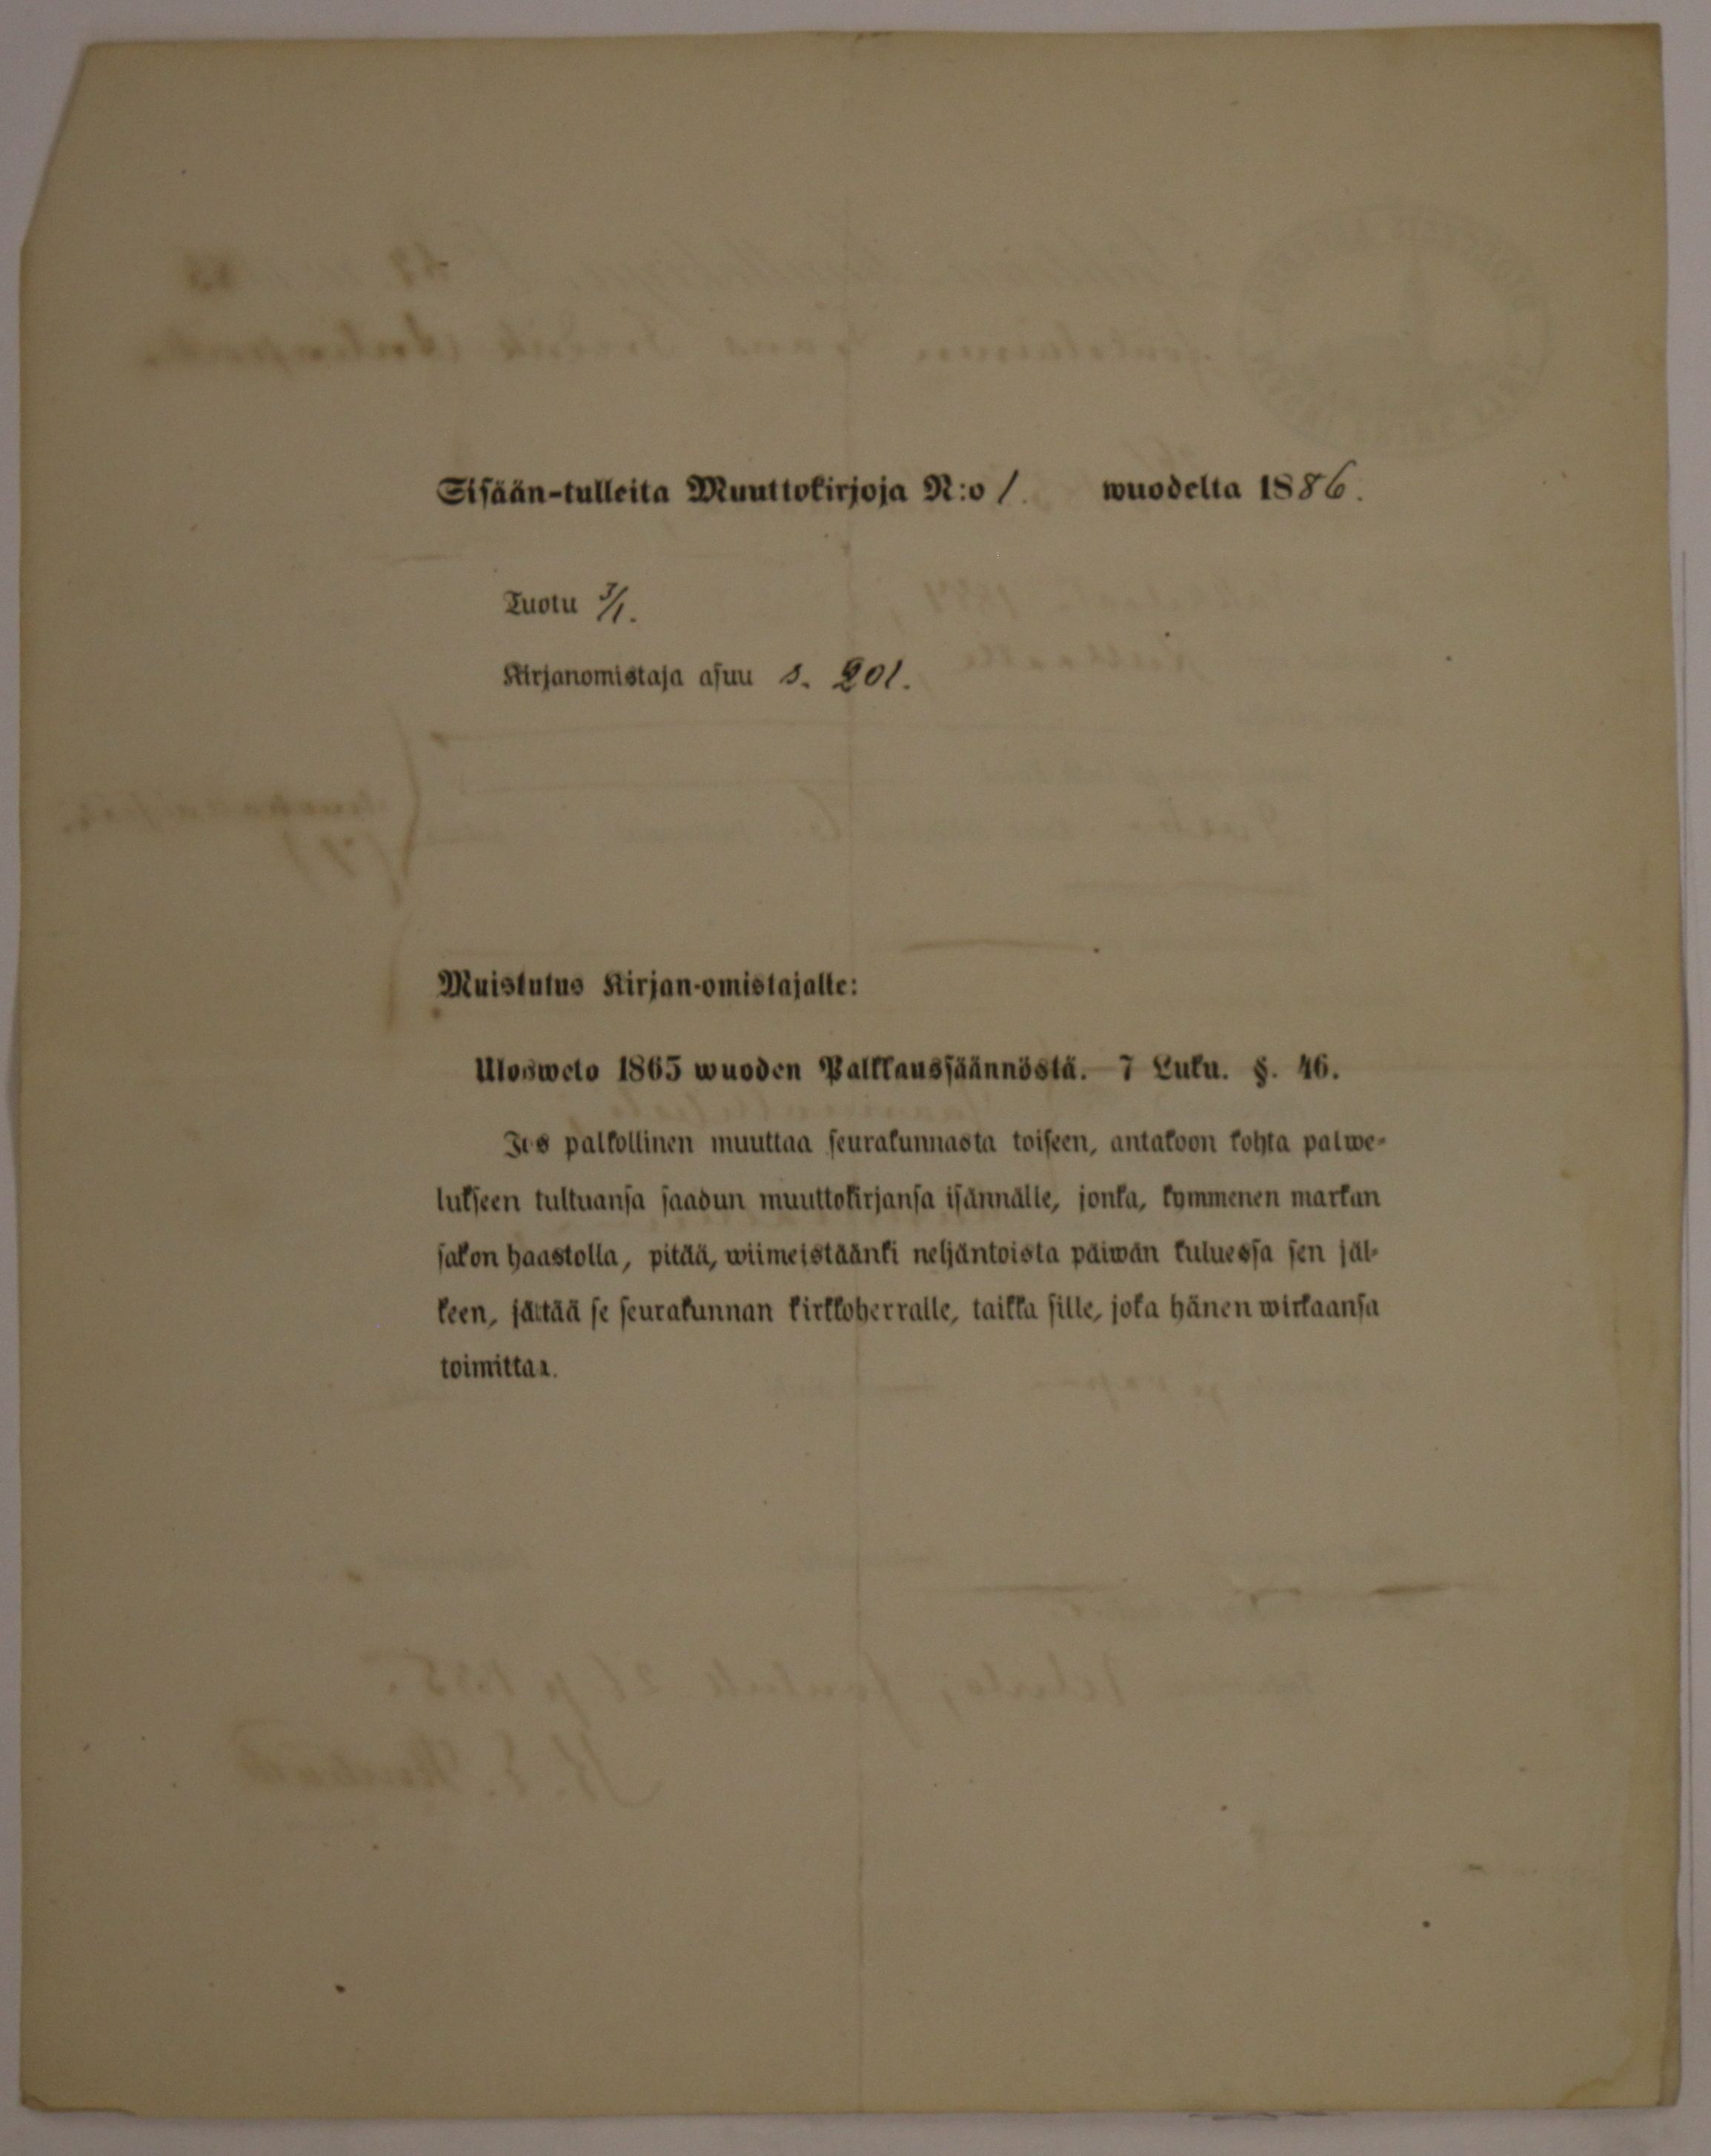 Sisään-tulleita Muuttokirjoja N:o 1. wuodelta 1886.
Tuotu 3/1.
Kirjanomistaja asuu s. 201.
Muistutus Kirjan-omistajalle:
Ulosweto 1865 wuoden Palkkaussäännöstä. 7 Luku. §. 46.
Jos palkollinen muuttaa seurakunnasta toiseen, antakoon kohta palwe-
lukseen tultuansa saadun muuttokirjansa isännälle, jonka, kymmenen markan
sakon haastolla, pitää, wiimeistäänki neljäntoista päiwän kuluessa sen jäl-
keen, jättää se seurakunnan kirkkoherralle, taikka sille, joka hänen wirkaansa
toimittaa.